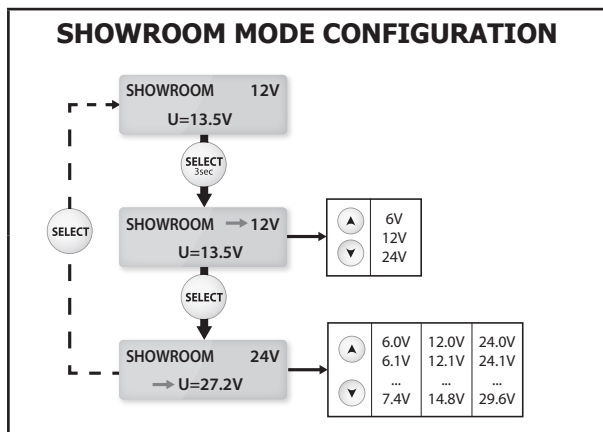 SHOWROOM MODE CONFIGURATION
SHOWROOM 12V
U=13.5V
SELECT
3sec
SHOWROOM → 12V
U=13.5V
6V
12V
24V
SELECT
SELECT
SHOWROOM 24V
→ U=27.2V
6.0V 12.0V 24.0V
6.1V 12.1V 24.1V
... ... ...
7.4V 14.8V 29.6V